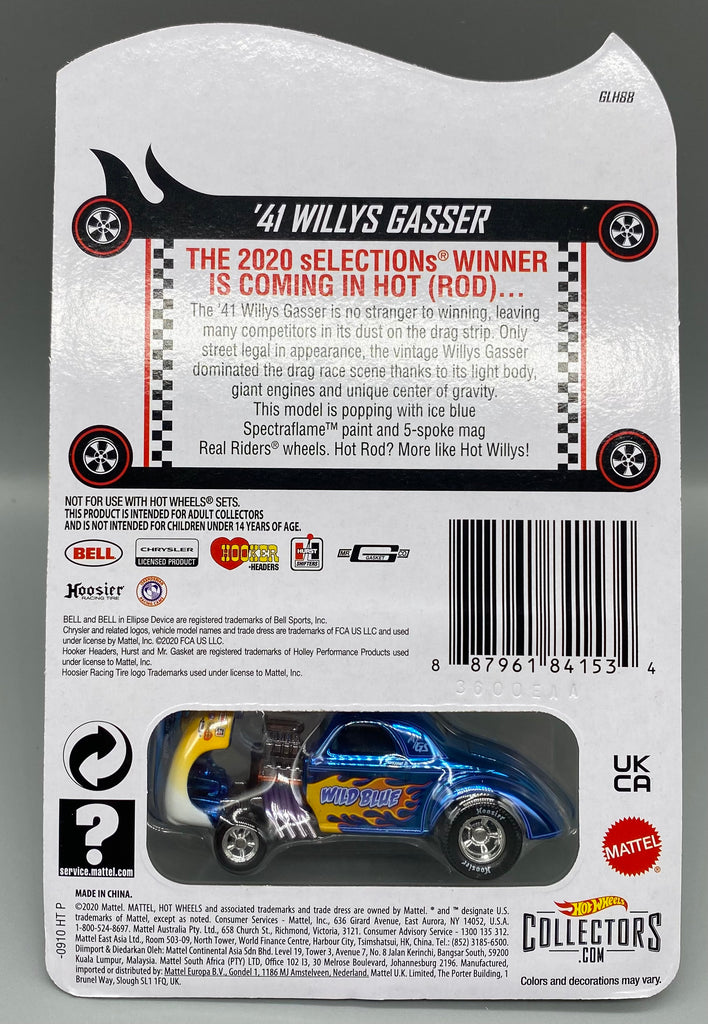 GLH88
'41 WILLYS GASSER
THE 2020 sELECTIONs® WINNER
IS COMING IN HOT (ROD)...
The '41 Willys Gasser is no stranger to winning, leaving
many competitors in its dust on the drag strip. Only
street legal in appearance, the vintage Willys Gasser
dominated the drag race scene thanks to its light body,
giant engines and unique center of gravity.
This model is popping with ice blue
Spectraflame™ paint and 5-spoke mag
Real Riders® wheels. Hot Rod? More like Hot Willys!
NOT FOR USE WITH HOT WHEELS® SETS.
THIS PRODUCT IS INTENDED FOR ADULT COLLECTORS
AND IS NOT INTENDED FOR CHILDREN UNDER 14 YEARS OF AGE.
BELL
CHRYSLER
LICENSED PRODUCT
HOOKER
HEADERS
HURST
SHIFTERS
MR. GASKET CO
Hoosier
RACING TIRE
BELL and BELL in Ellipse Device are registered trademarks of Bell Sports, Inc.
Chrysler and related logos, vehicle model names and trade dress are trademarks of FCA US LLC and used
under license by Mattel, Inc. ©2020 FCA US LLC.
Hooker Headers, Hurst and Mr. Gasket are registered trademarks of Holley Performance Products used
under license to Mattel, Inc.
Hoosier Racing Tire logo Trademarks used under license to Mattel, Inc.
8 87961 84153 4
3600EAA
WILD BLUE
Hoosier
Hoosier
UK
CA
?
service.mattel.com
MATTEL®
MADE IN CHINA.
©2020 Mattel. MATTEL, HOT WHEELS and associated trademarks and trade dress are owned by Mattel. ® and ™ designate U.S.
trademarks of Mattel, except as noted. Consumer Services - Mattel, Inc., 636 Girard Avenue, East Aurora, NY 14052, U.S.A.
1-800-524-8697. Mattel Australia Pty. Ltd., 658 Church St., Richmond, Victoria, 3121. Consumer Advisory Service - 1300 135 312.
Mattel East Asia Ltd., Room 503-09, North Tower, World Finance Centre, Harbour City, Tsimshatsui, HK, China. Tel.: (852) 3185-6500.
Diimport & Diedarkan Oleh: Mattel Continental Asia Sdn Bhd. Level 19, Tower 3, Avenue 7, No. 8 Jalan Kerinchi, Bangsar South, 59200
Kuala Lumpur, Malaysia. Mattel South Africa (PTY) LTD, Office 102 I3, 30 Melrose Boulevard, Johannesburg 2196. Manufactured,
imported or distributed by: Mattel Europa B.V., Gondel 1, 1186 MJ Amstelveen, Nederland. Mattel U.K. Limited, The Porter Building, 1
Brunel Way, Slough SL1 1FQ, UK.
-0910 HT P
Hot Wheels
COLLECTORS
.COM
Colors and decorations may vary.